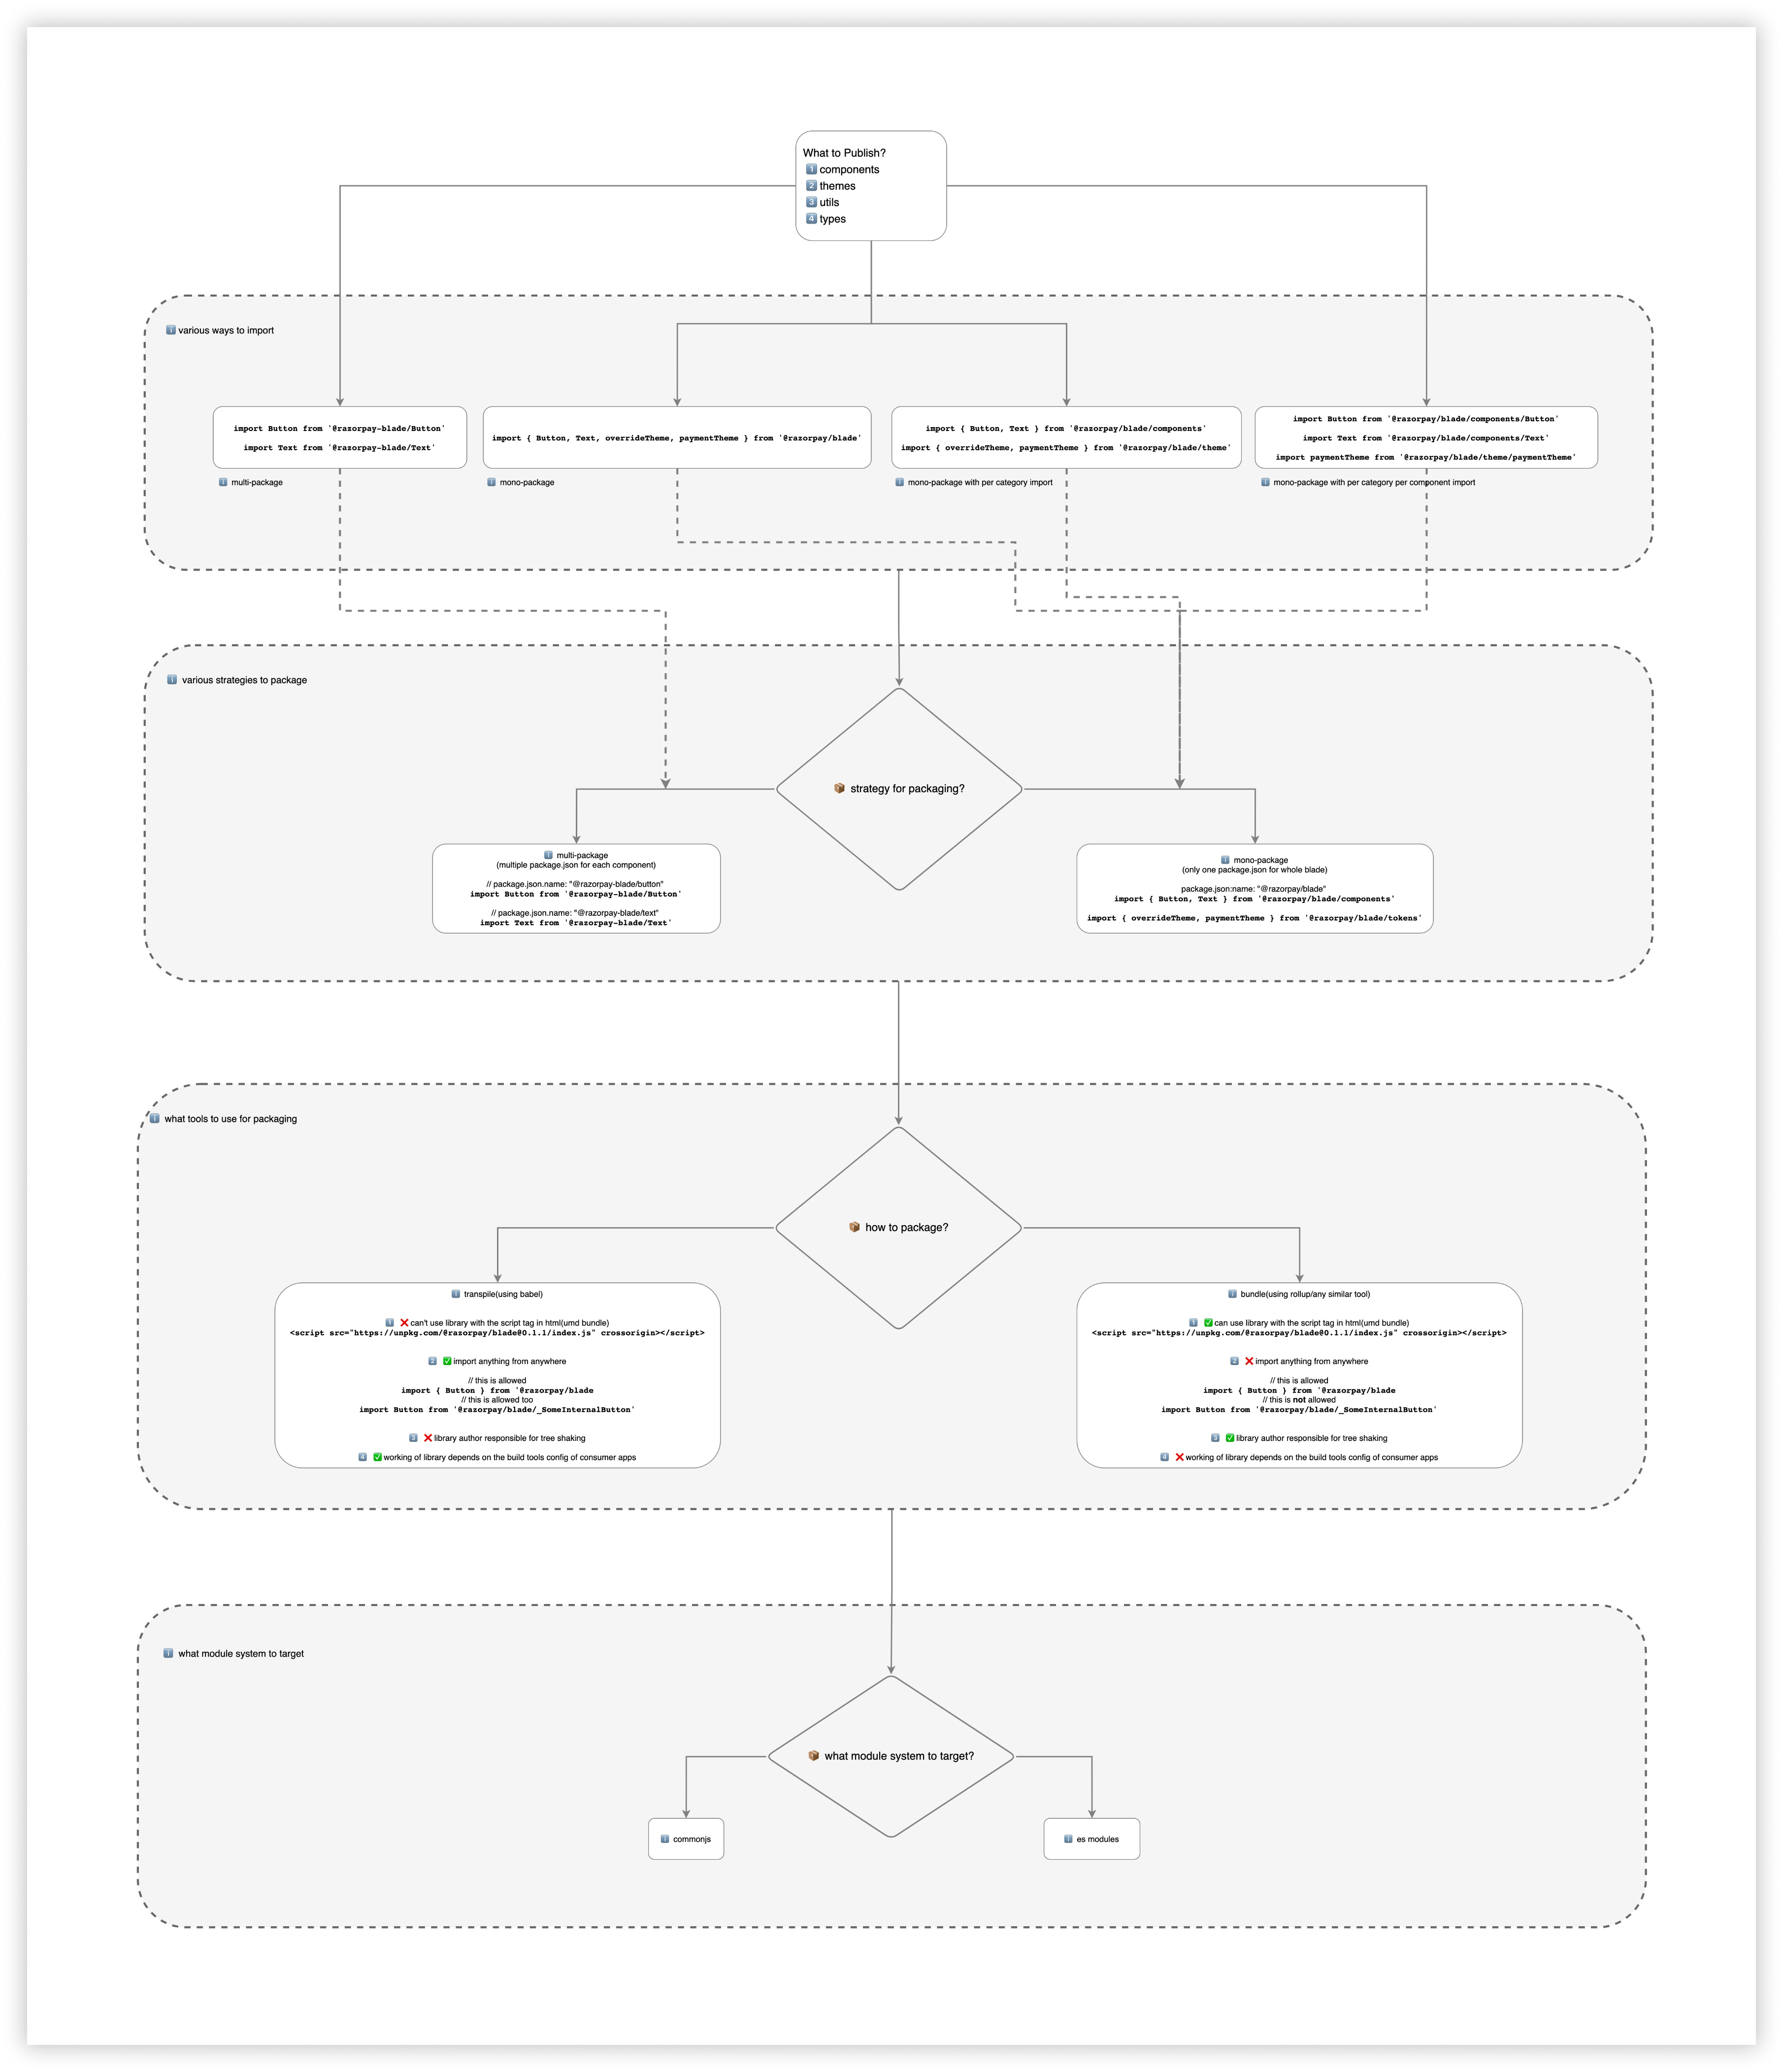 What to Publish?
1 components
2 themes
3 utils
4 types
i various ways to import
import Button from '@razorpay-blade/Button'
import Text from '@razorpay-blade/Text'
i multi-package
import { Button, Text, overrideTheme, paymentTheme } from '@razorpay/blade'
i mono-package
import { Button, Text } from '@razorpay/blade/components'
import { overrideTheme, paymentTheme } from '@razorpay/blade/theme'
i mono-package with per category import
import Button from '@razorpay/blade/components/Button'
import Text from '@razorpay/blade/components/Text'
import paymentTheme from '@razorpay/blade/theme/paymentTheme'
i mono-package with per category per component import
i various strategies to package
📦 strategy for packaging?
i multi-package
(multiple package.json for each component)
// package.json.name: "@razorpay-blade/button"
import Button from '@razorpay-blade/Button'
// package.json.name: "@razorpay-blade/text"
import Text from '@razorpay-blade/Text'
i mono-package
(only one package.json for whole blade)
package.json:name: "@razorpay/blade"
import { Button, Text } from '@razorpay/blade/components'
import { overrideTheme, paymentTheme } from '@razorpay/blade/tokens'
i what tools to use for packaging
📦 how to package?
i transpile(using babel)
1 ❌ can't use library with the script tag in html(umd bundle)
<script src="https://unpkg.com/@razorpay/blade@0.1.1/index.js" crossorigin></script>
2 ✅ import anything from anywhere
// this is allowed
import { Button } from '@razorpay/blade
// this is allowed too
import Button from '@razorpay/blade/_SomeInternalButton'
3 ❌ library author responsible for tree shaking
4 ✅ working of library depends on the build tools config of consumer apps
i bundle(using rollup/any similar tool)
1 ✅ can use library with the script tag in html(umd bundle)
<script src="https://unpkg.com/@razorpay/blade@0.1.1/index.js" crossorigin></script>
2 ❌ import anything from anywhere
// this is allowed
import { Button } from '@razorpay/blade
// this is not allowed
import Button from '@razorpay/blade/_SomeInternalButton'
3 ✅ library author responsible for tree shaking
4 ❌ working of library depends on the build tools config of consumer apps
i what module system to target
📦 what module system to target?
i commonjs
i es modules